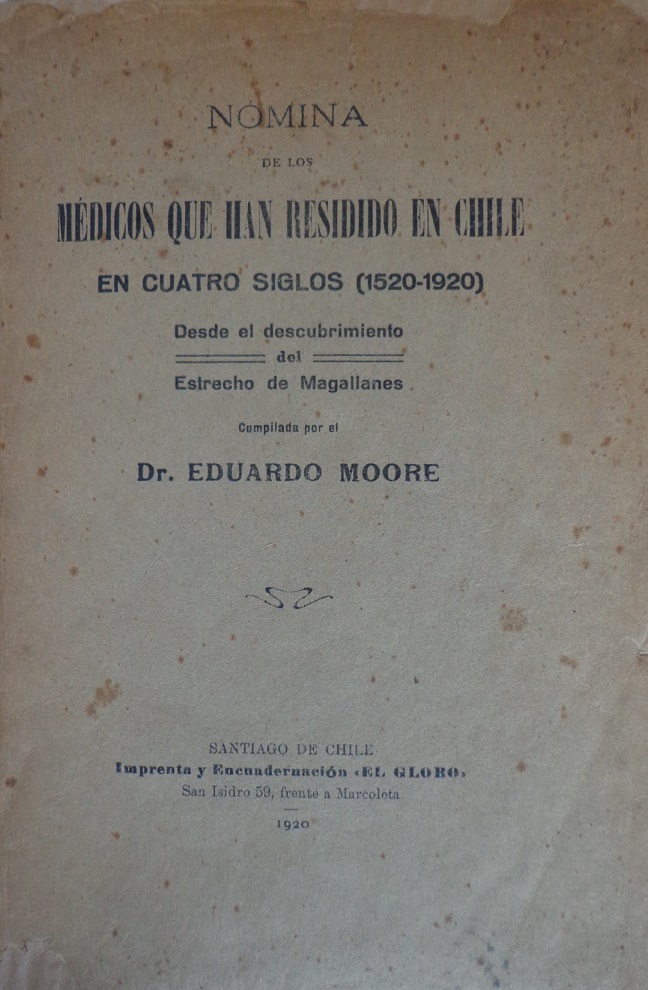 NÓMINA
DE LOS
MÉDICOS QUE HAN RESIDIDO EN CHILE
EN CUATRO SIGLOS (1520-1920)
Desde el descubrimiento
del
Estrecho de Magallanes
Compilada por el
Dr. EDUARDO MOORE
SANTIAGO DE CHILE
Imprenta y Encuadernación «EL GLOBO»
San Isidro 59, frente a Marcoleta
1920